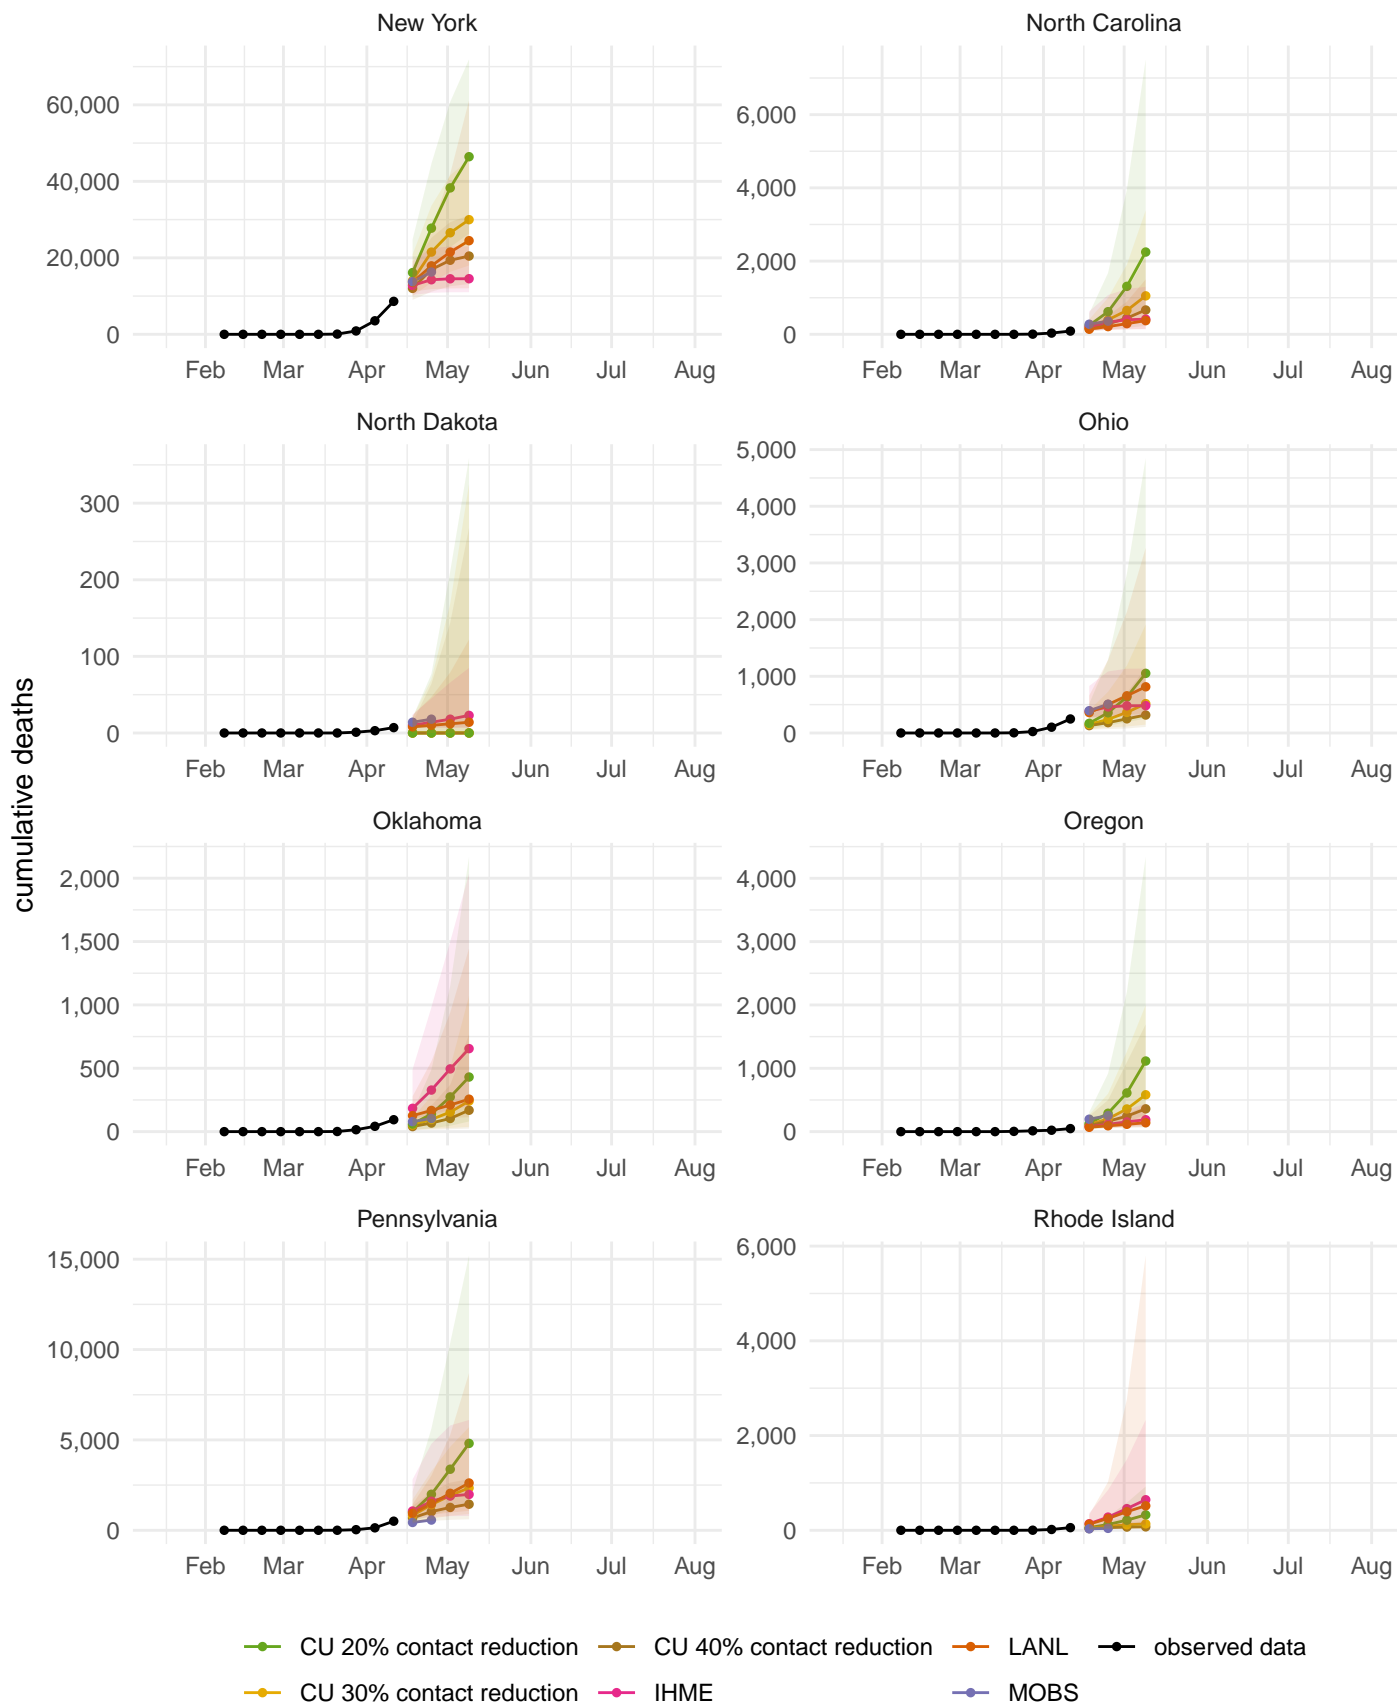 New York
North Carolina
60,000
40,000
20,000
0
6,000
4,000
2,000
0
Feb Mar Apr May Jun Jul Aug
Feb Mar Apr May Jun Jul Aug
North Dakota
Ohio
300
200
100
0
5,000
4,000
3,000
2,000
1,000
0
Feb Mar Apr May Jun Jul Aug
Feb Mar Apr May Jun Jul Aug
cumulative deaths
Oklahoma
Oregon
2,000
1,500
1,000
500
0
4,000
3,000
2,000
1,000
0
Feb Mar Apr May Jun Jul Aug
Feb Mar Apr May Jun Jul Aug
Pennsylvania
Rhode Island
15,000
10,000
5,000
0
6,000
4,000
2,000
0
Feb Mar Apr May Jun Jul Aug
Feb Mar Apr May Jun Jul Aug
CU 20% contact reduction CU 40% contact reduction LANL observed data
CU 30% contact reduction IHME MOBS